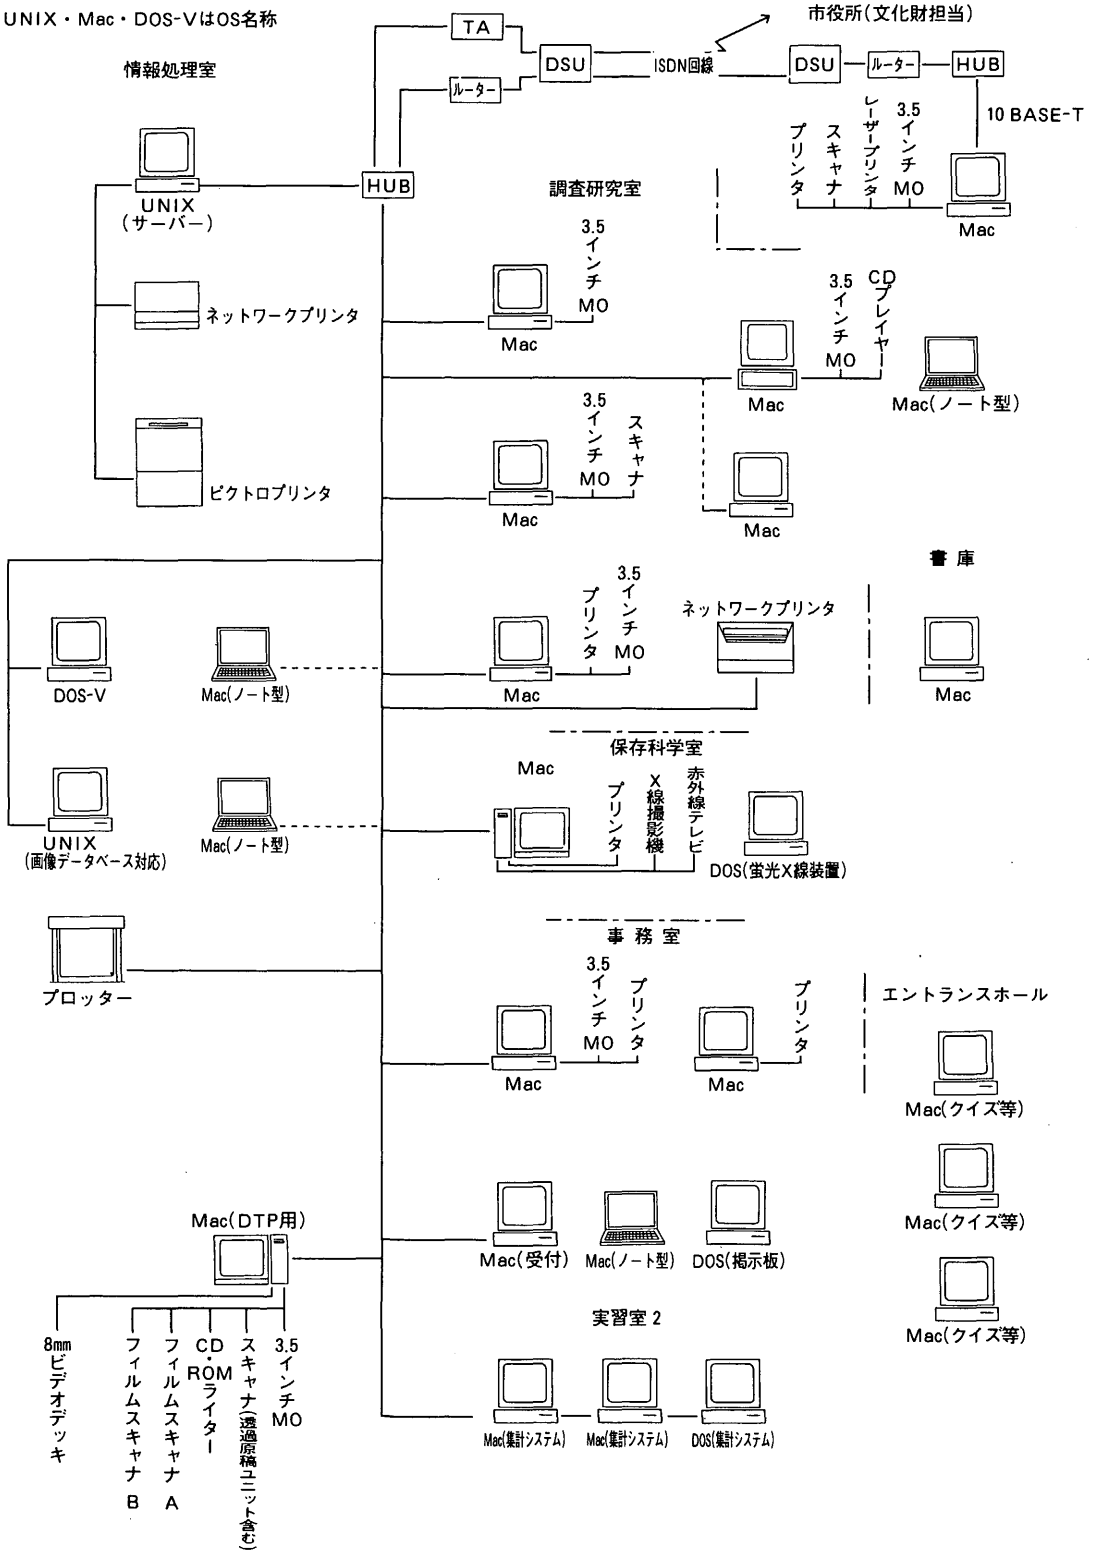 UNIX・Mac・DOS-VはOS名称
情報処理室
TA
ルーター
DSU
ISDN回線
市役所(文化財担当)
DSU
ルーター
HUB
10 BASE-T
プリンタ
スキャナ
レーザープリンタ
3.5インチMO
Mac
HUB
UNIX
(サーバー)
ネットワークプリンタ
ピクトロプリンタ
調査研究室
3.5インチMO
Mac
3.5インチMO
CDプレイヤ
Mac
Mac(ノート型)
3.5インチMO
スキャナ
Mac
Mac
書庫
DOS-V
Mac(ノート型)
プリンタ
3.5インチMO
Mac
ネットワークプリンタ
Mac
UNIX
(画像データベース対応)
Mac(ノート型)
保存科学室
Mac
プリンタ
X線撮影機
赤外線テレビ
DOS(蛍光X線装置)
プロッター
事務室
3.5インチMO
プリンタ
Mac
プリンタ
Mac
エントランスホール
Mac(クイズ等)
Mac(クイズ等)
Mac(クイズ等)
Mac(受付)
Mac(ノート型)
DOS(掲示板)
Mac(DTP用)
8mmビデオデッキ
フィルムスキャナB
フィルムスキャナA
CD・ROMライター
スキャナ(透過原稿ユニット含む)
3.5インチMO
実習室2
Mac(集計システム)
Mac(集計システム)
DOS(集計システム)